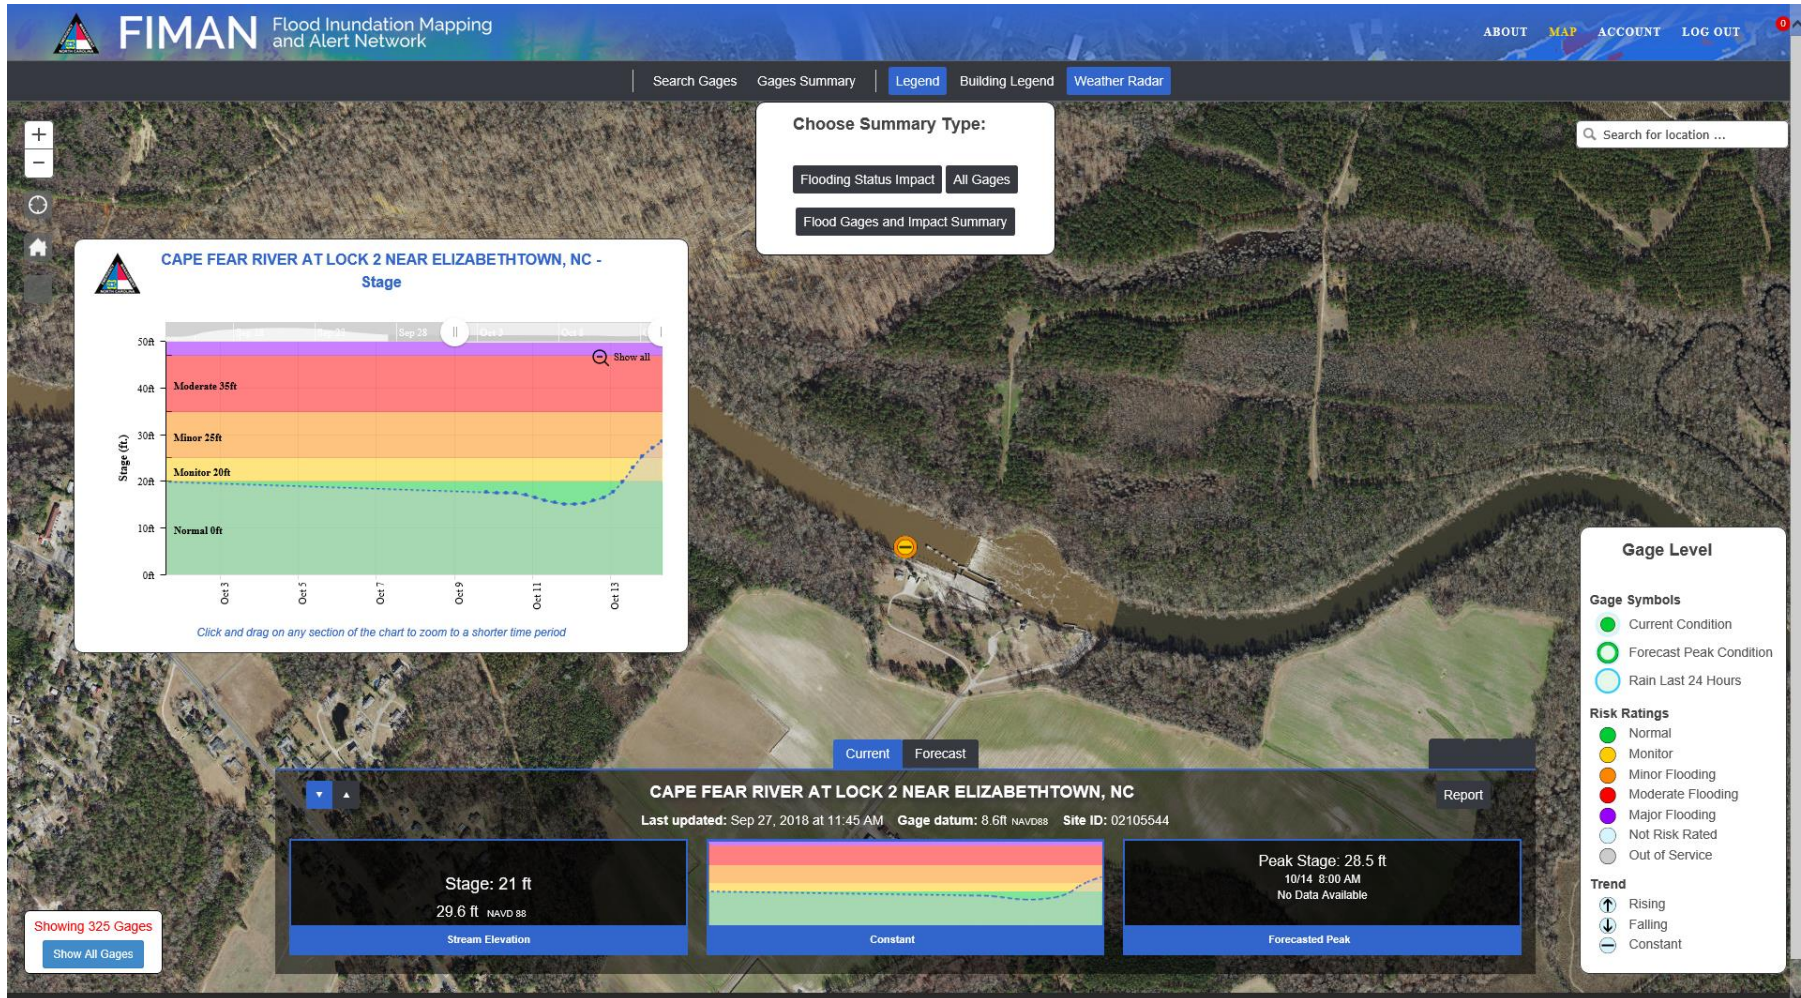 FIMAN Flood Inundation Mapping
and Alert Network
ABOUT MAP ACCOUNT LOG OUT 0
Search Gages Gages Summary Legend Building Legend Weather Radar
Choose Summary Type:
Flooding Status Impact All Gages
Flood Gages and Impact Summary
+
−
Search for location ...
CAPE FEAR RIVER AT LOCK 2 NEAR ELIZABETHTOWN, NC -
Stage
Sep 28 Oct 3
Show all
50ft
40ft
30ft
20ft
10ft
0ft
Stage (ft.)
Moderate 35ft
Minor 25ft
Monitor 20ft
Normal 0ft
Oct 3 Oct 5 Oct 7 Oct 9 Oct 11 Oct 13
Click and drag on any section of the chart to zoom to a shorter time period
Gage Level
Gage Symbols
Current Condition
Forecast Peak Condition
Rain Last 24 Hours
Risk Ratings
Normal
Monitor
Minor Flooding
Moderate Flooding
Major Flooding
Not Risk Rated
Out of Service
Trend
Rising
Falling
Constant
Current Forecast
CAPE FEAR RIVER AT LOCK 2 NEAR ELIZABETHTOWN, NC
Report
Last updated: Sep 27, 2018 at 11:45 AM Gage datum: 8.6ft NAVD88 Site ID: 02105544
Stage: 21 ft
29.6 ft NAVD 88
Stream Elevation
Constant
Peak Stage: 28.5 ft
10/14 8:00 AM
No Data Available
Forecasted Peak
Showing 325 Gages
Show All Gages